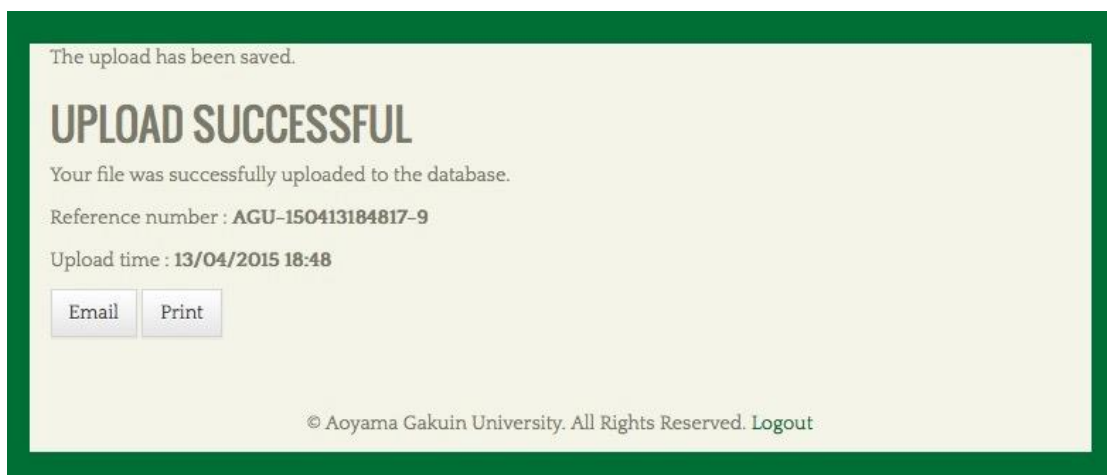 The upload has been saved.
UPLOAD SUCCESSFUL
Your file was successfully uploaded to the database.
Reference number : AGU-150413184817-9
Upload time : 13/04/2015 18:48
Email Print
© Aoyama Gakuin University. All Rights Reserved. Logout